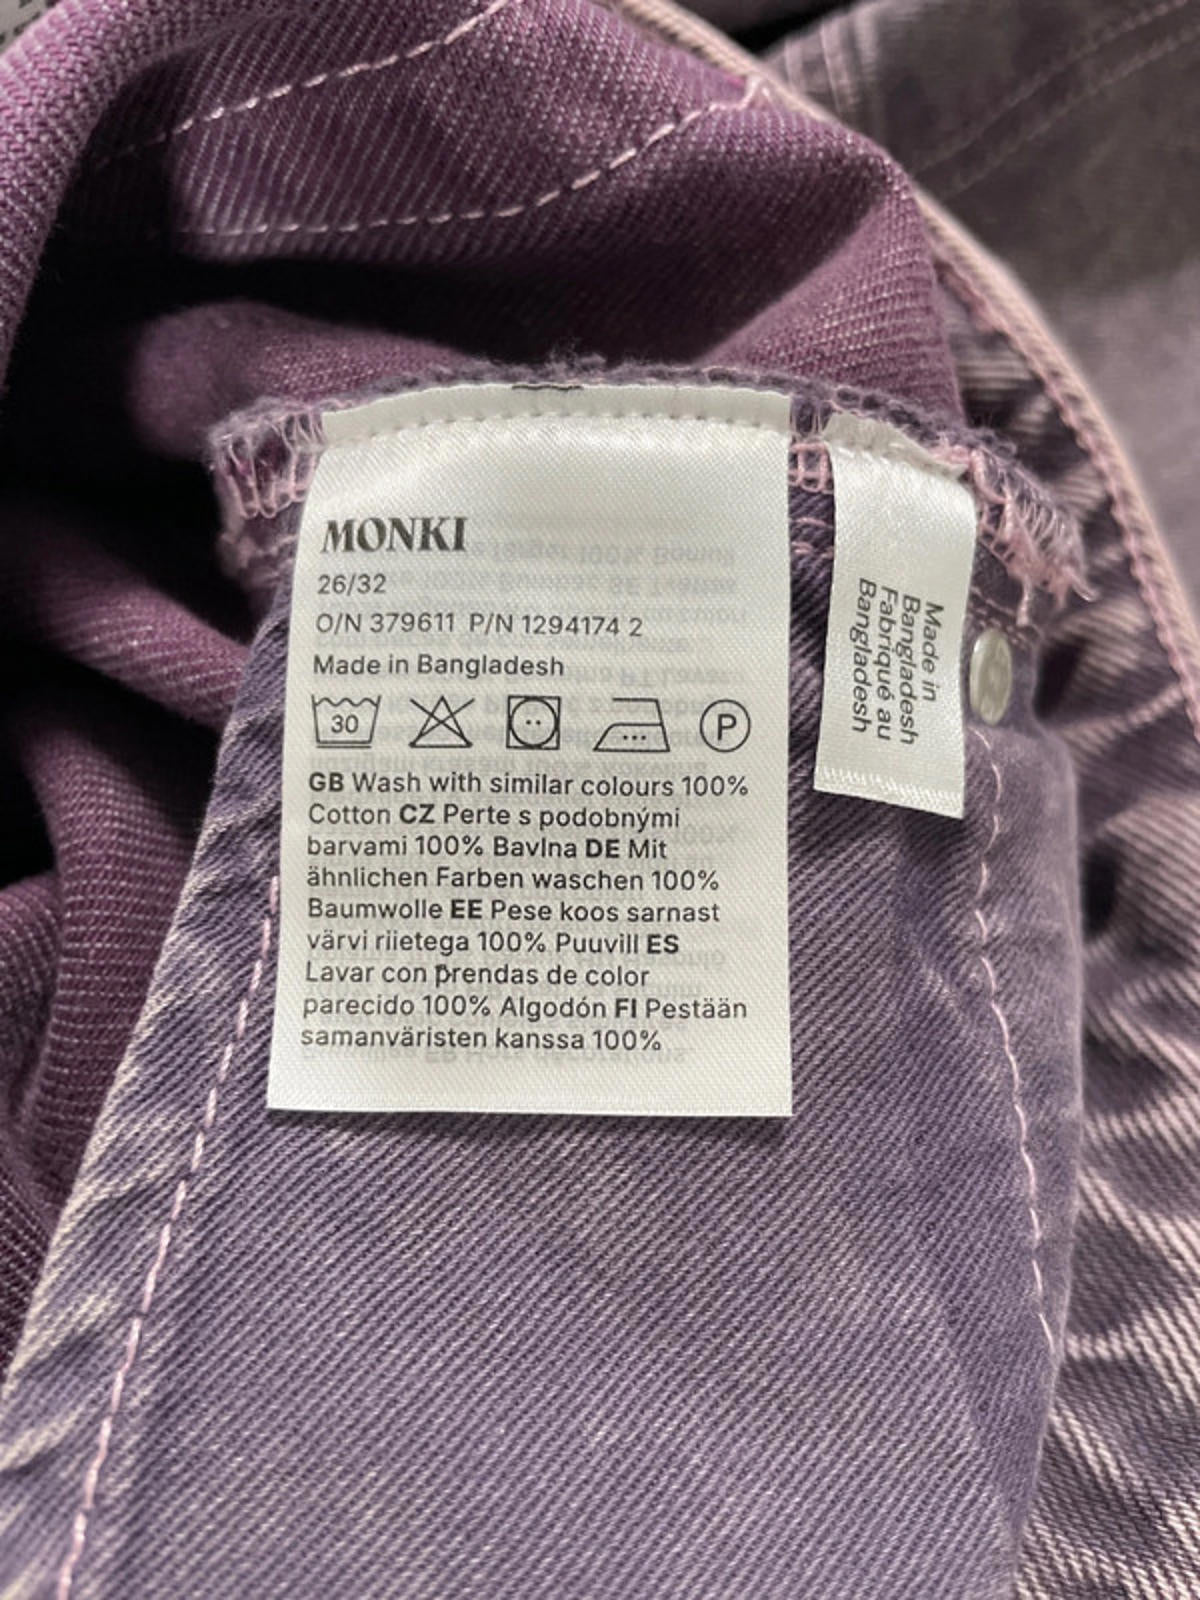 MONKI
26/32
O/N 379611 P/N 1294174 2
Made in Bangladesh
30
P
GB Wash with similar colours 100%
Cotton CZ Perte s podobnými
barvami 100% Bavlna DE Mit
ähnlichen Farben waschen 100%
Baumwolle EE Pese koos sarnast
värvi riietega 100% Puuvill ES
Lavar con prendas de color
parecido 100% Algodón FI Pestään
samanväristen kanssa 100%
Made in
Bangladesh
Fabriqué au
Bangladesh